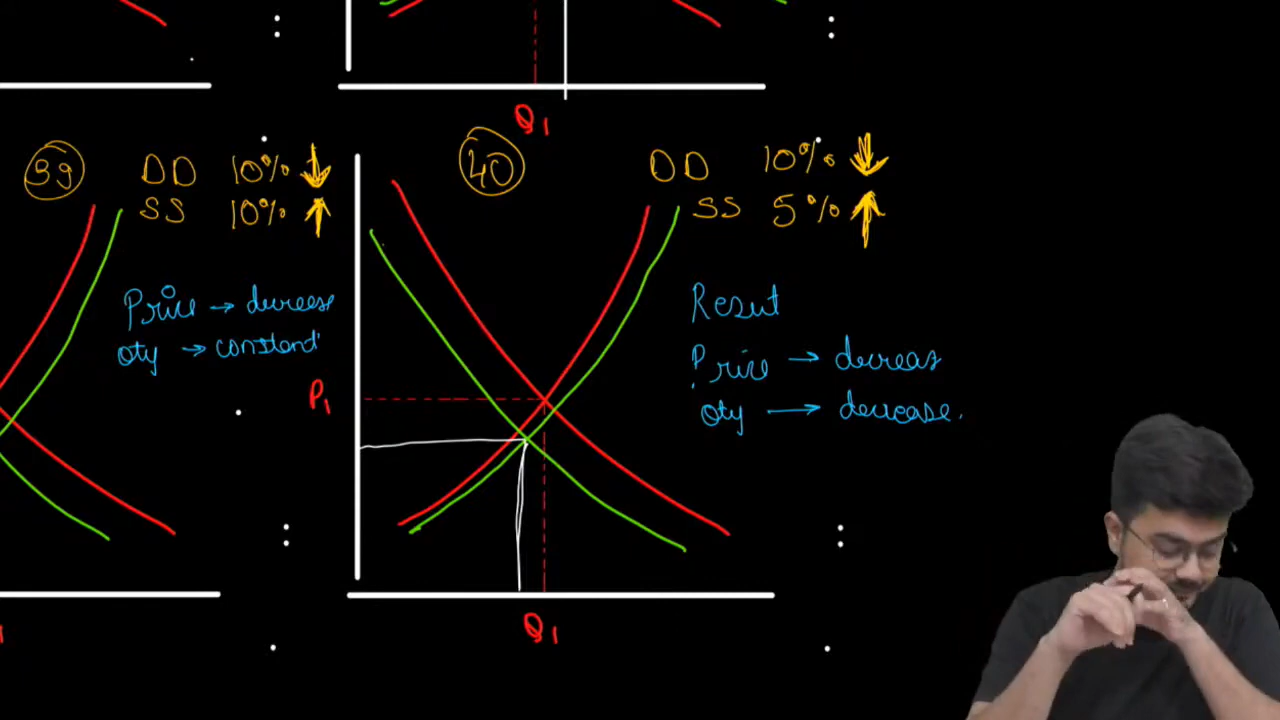 Q1
39 DD 10% ↓
SS 10% ↑
Price → decrease
Qty → constant
1
40 DD 10% ↓
SS 5% ↑
Result
Price → decreas
Qty → decrease.
P1
Q1